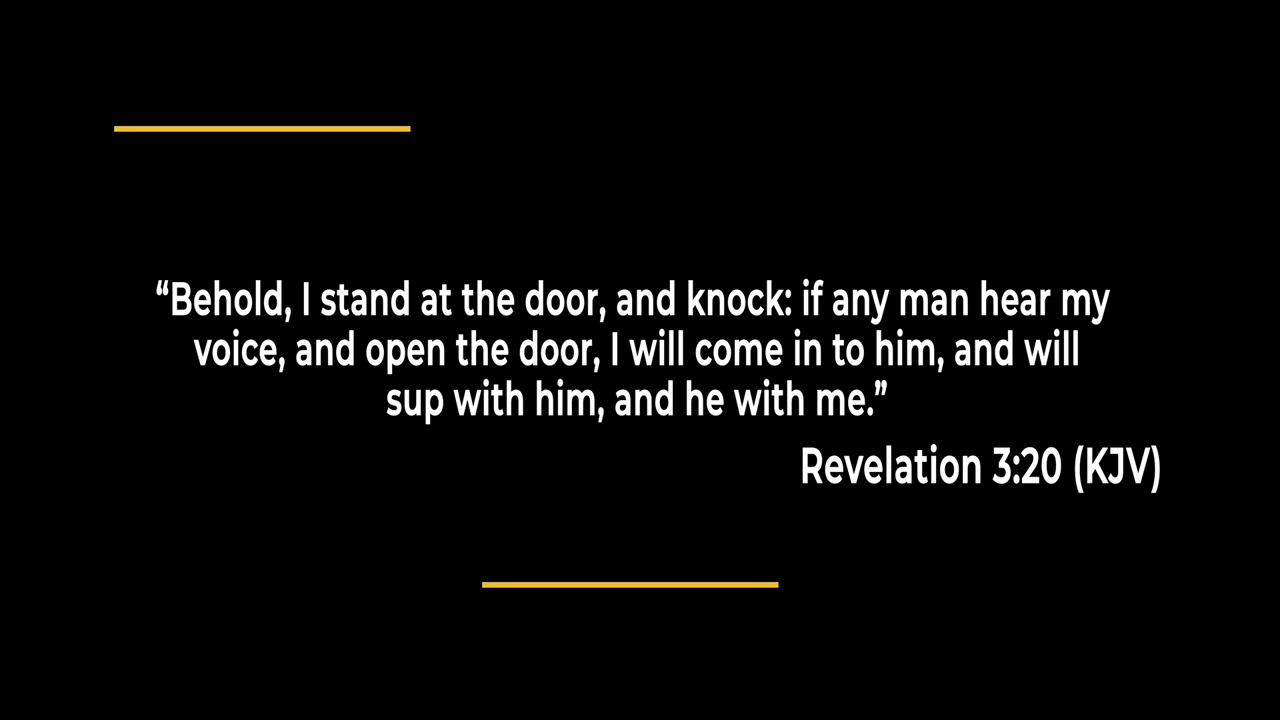 “Behold, I stand at the door, and knock: if any man hear my
voice, and open the door, I will come in to him, and will
sup with him, and he with me.”
Revelation 3:20 (KJV)